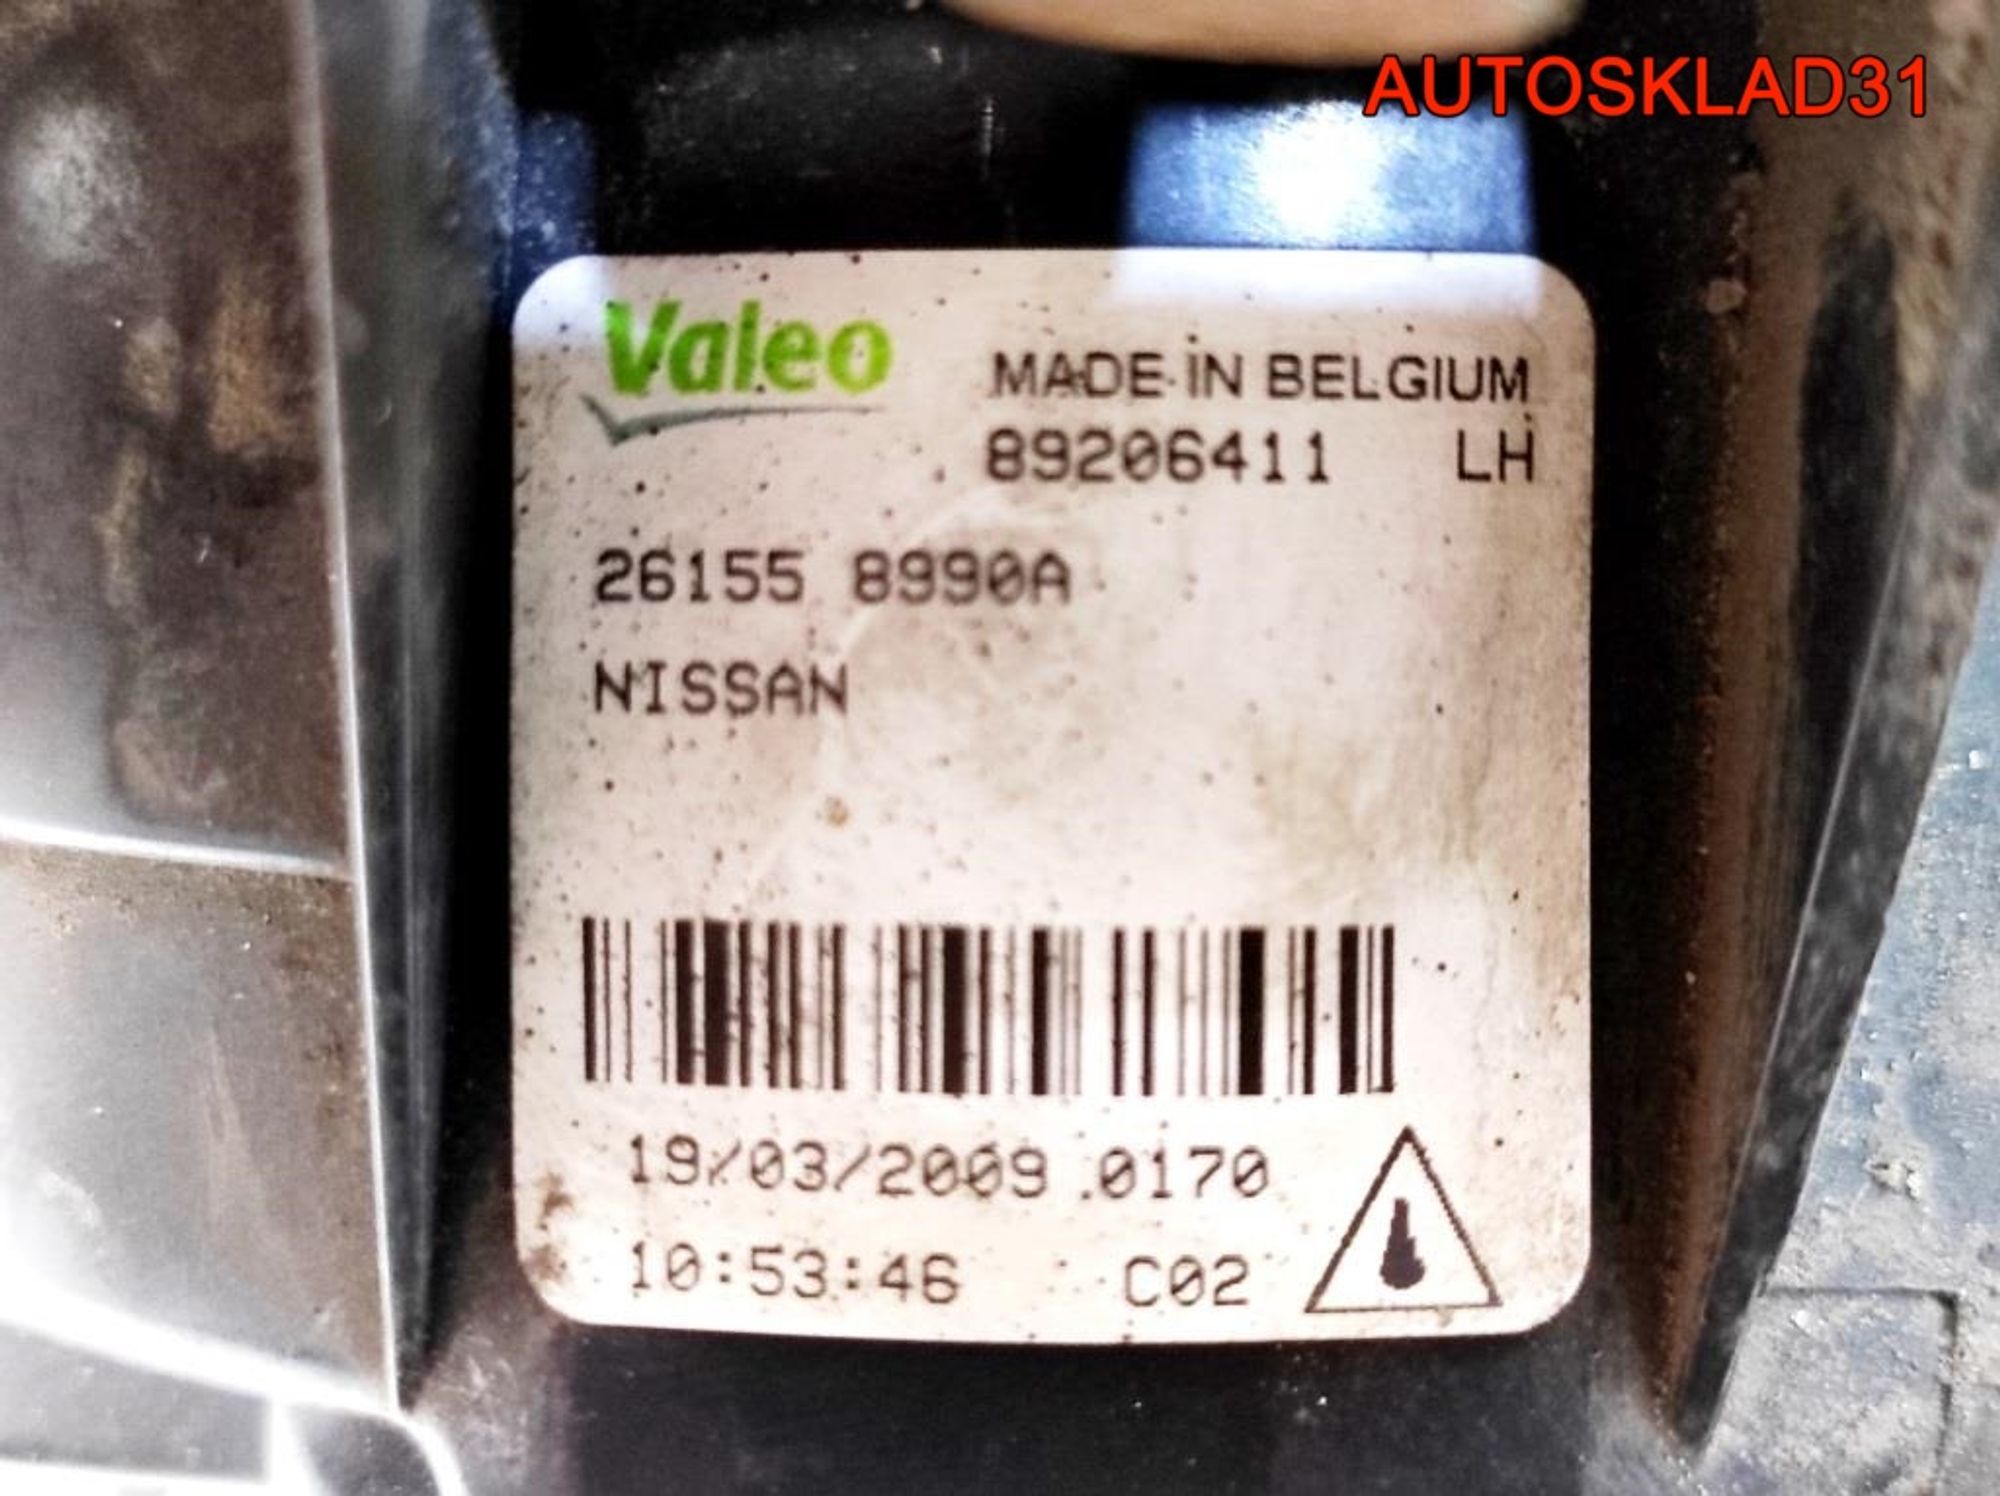 AUTOSKLAD31
Valeo
MADE IN BELGIUM
89206411 LH
26155 8990A
NISSAN
19/03/2009 0170
10:53:46 C02